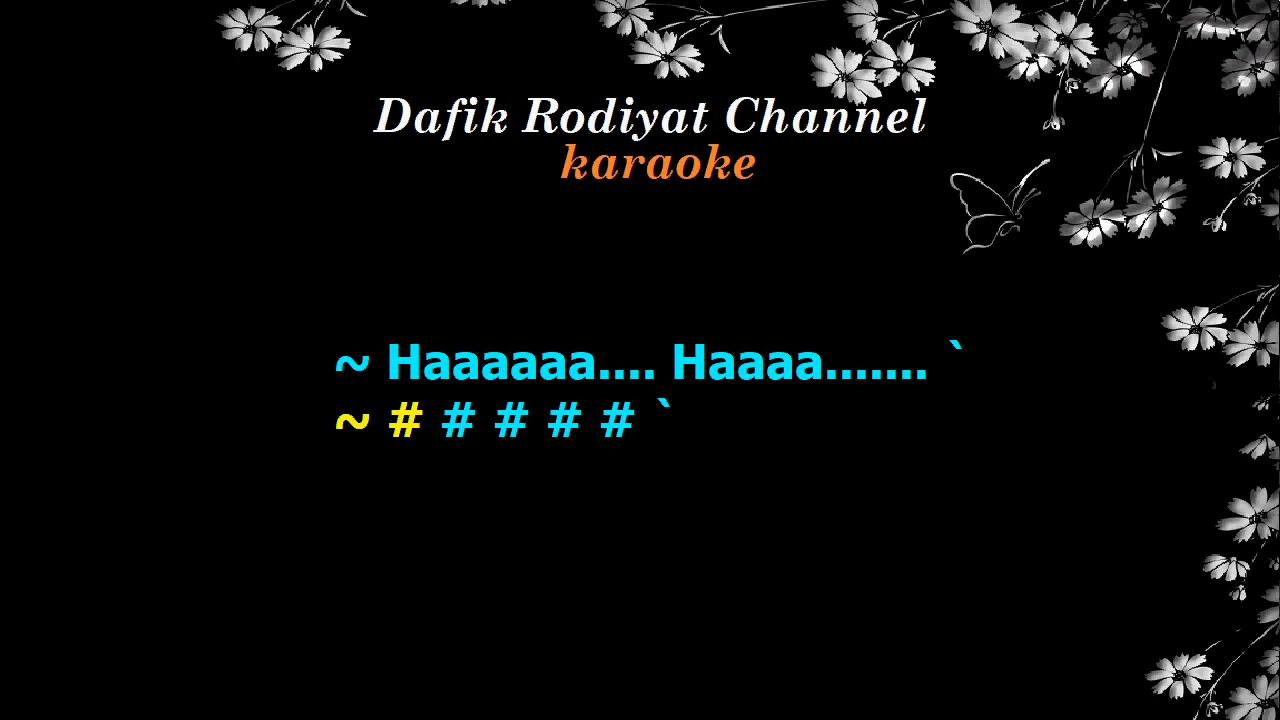 Dafik Rodiyat Channel
karaoke
~ Haaaaaa.... Haaaa....... `
~ # # # # # `